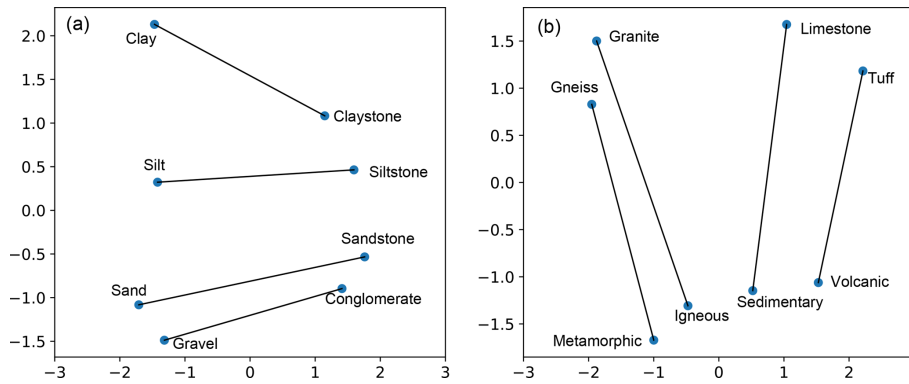 (a)
2.0
1.5
1.0
0.5
0.0
−0.5
−1.0
−1.5
Clay
Claystone
Silt
Siltstone
Sandstone
Sand
Conglomerate
Gravel
−3 −2 −1 0 1 2 3
(b)
1.5
1.0
0.5
0.0
−0.5
−1.0
−1.5
Granite
Limestone
Gneiss
Tuff
Volcanic
Sedimentary
Igneous
Metamorphic
−3 −2 −1 0 1 2